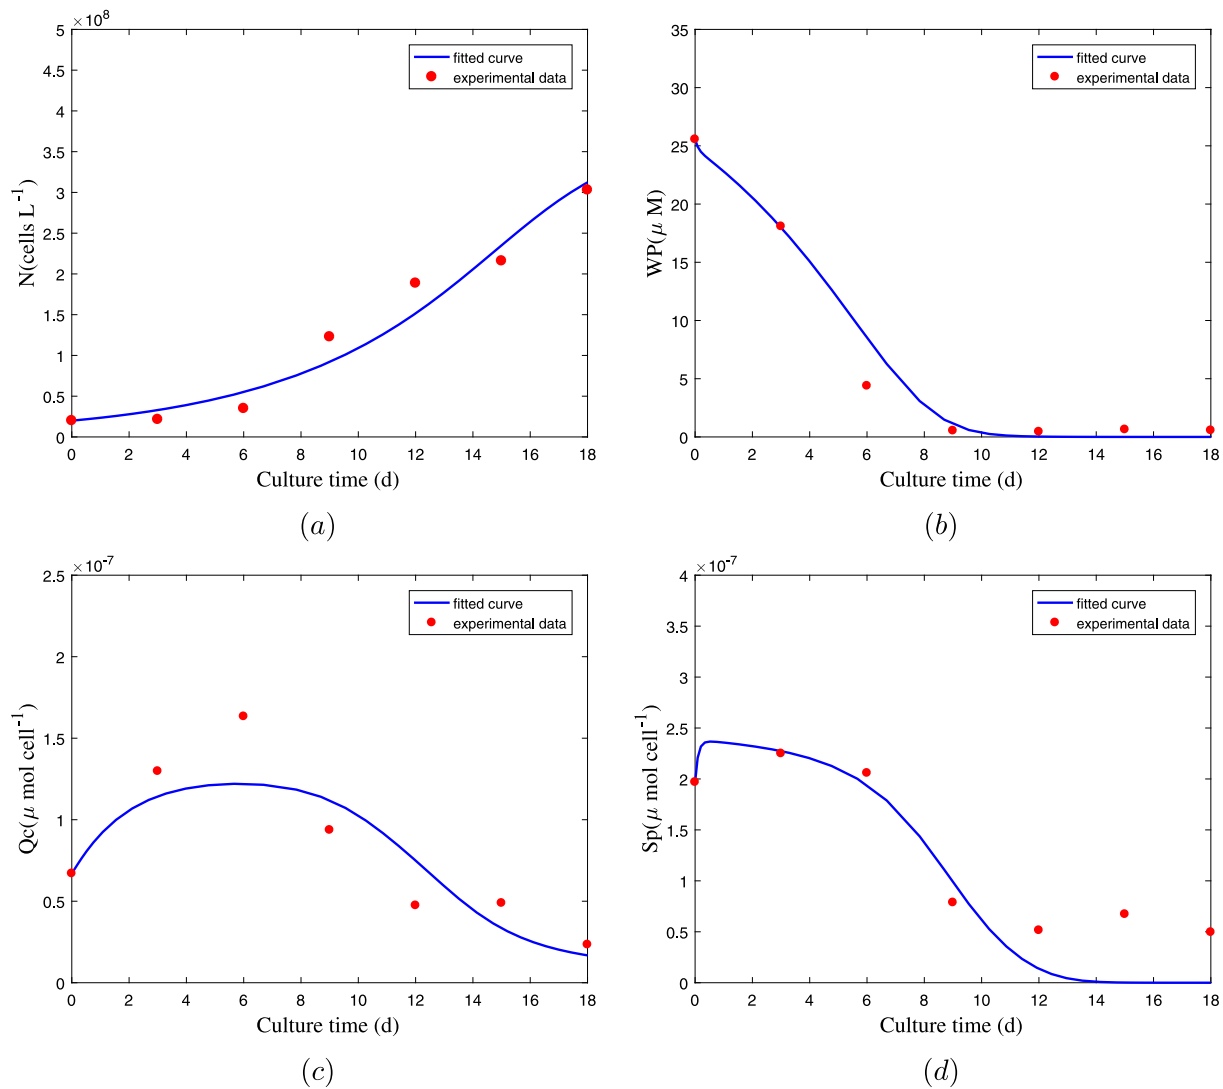 ×10^8
5
4.5
4
3.5
3
2.5
2
1.5
1
0.5
0
N(cells L^-1)
fitted curve
experimental data
0 2 4 6 8 10 12 14 16 18
Culture time (d)
(a)
35
30
25
20
15
10
5
0
WP(μ M)
fitted curve
experimental data
0 2 4 6 8 10 12 14 16 18
Culture time (d)
(b)
×10^-7
2.5
2
1.5
1
0.5
0
Qc(μ mol cell^-1)
fitted curve
experimental data
0 2 4 6 8 10 12 14 16 18
Culture time (d)
(c)
×10^-7
4
3.5
3
2.5
2
1.5
1
0.5
0
Sp(μ mol cell^-1)
fitted curve
experimental data
0 2 4 6 8 10 12 14 16 18
Culture time (d)
(d)